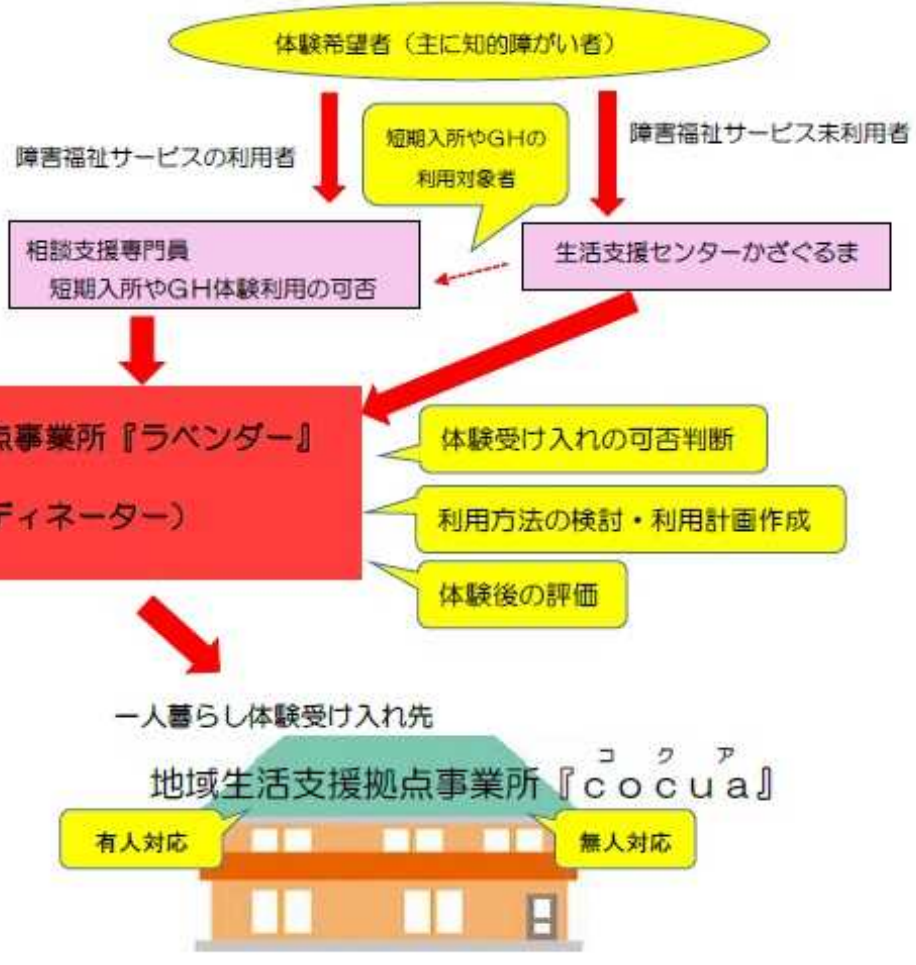 体験希望者（主に知的障がい者）
障害福祉サービスの利用者
短期入所やGHの
利用対象者
障害福祉サービス未利用者
相談支援専門員
短期入所やGH体験利用の可否
生活支援センターかざぐるま
点事業所『ラベンダー』
ディネーター）
体験受け入れの可否判断
利用方法の検討・利用計画作成
体験後の評価
一人暮らし体験受け入れ先
コクア
地域生活支援拠点事業所『cocua』
有人対応
無人対応